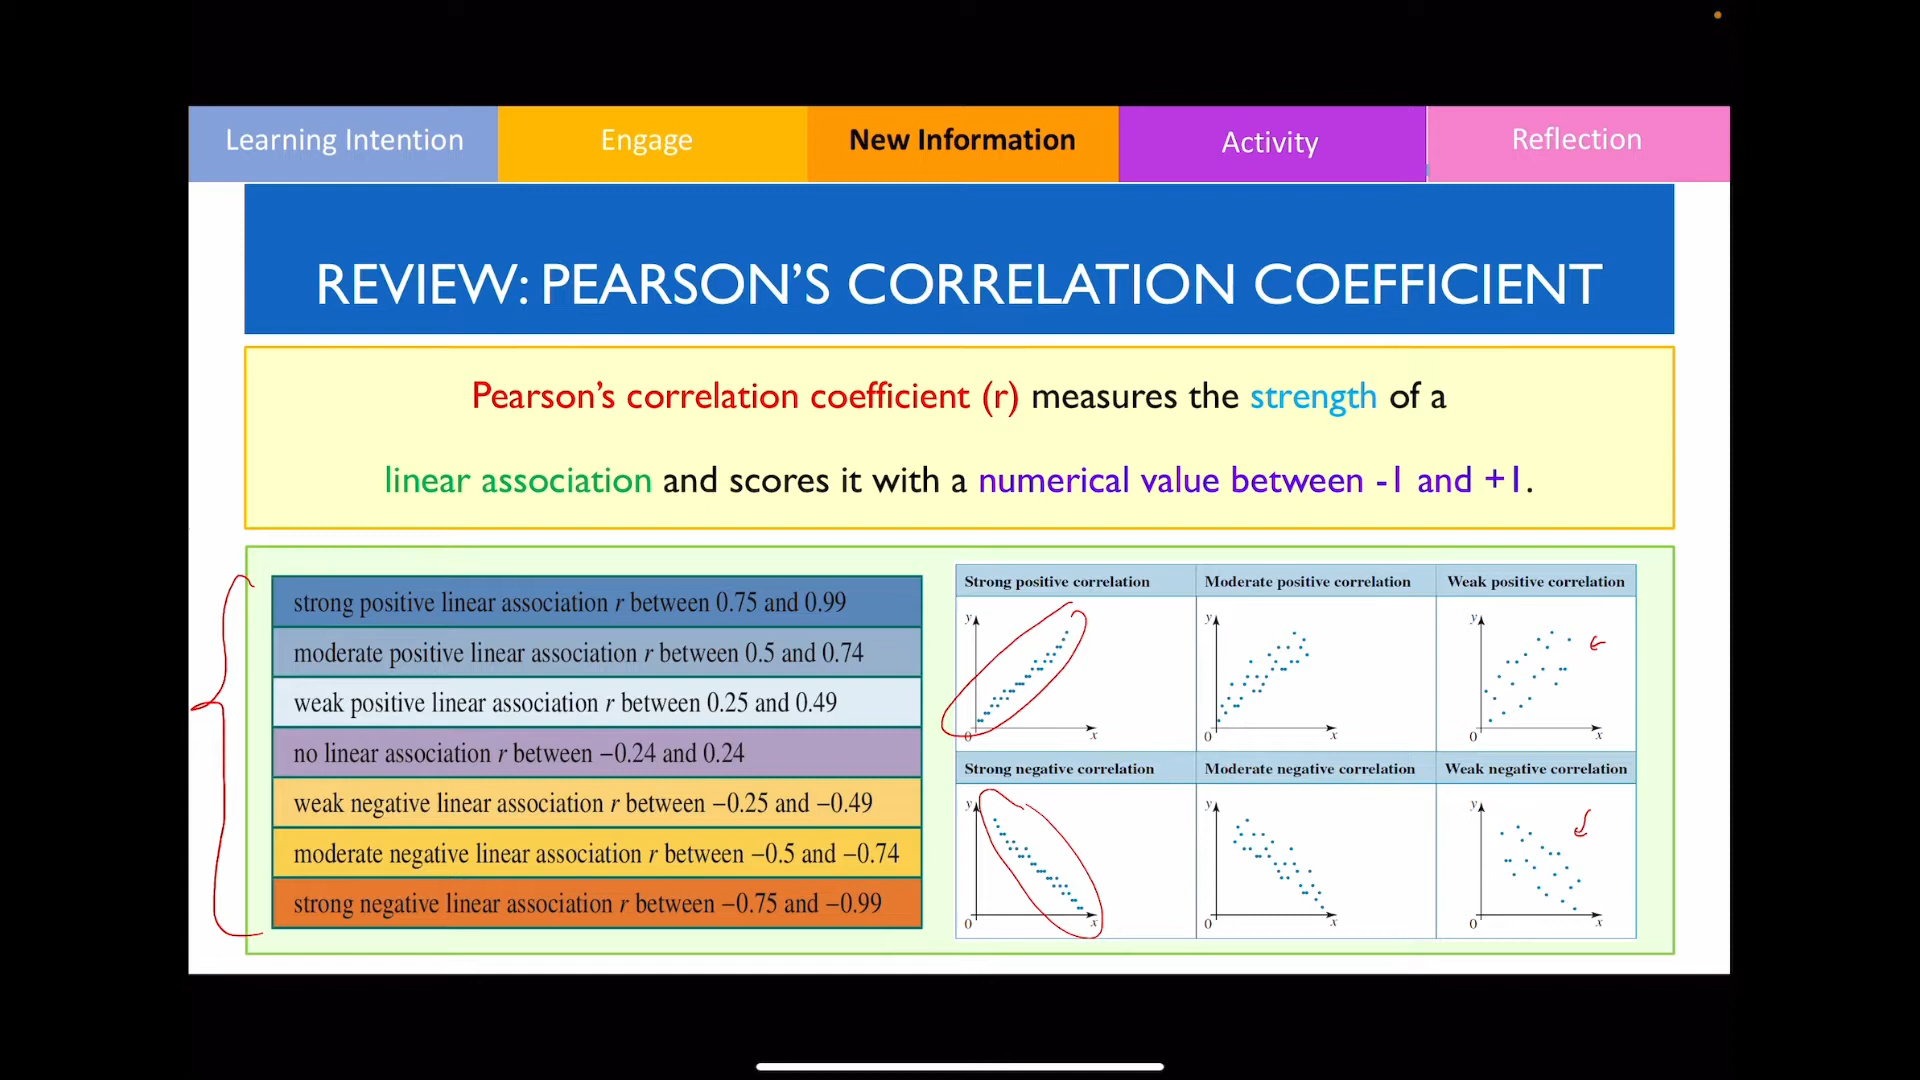 Learning Intention
Engage
New Information
Activity
Reflection
REVIEW: PEARSON’S CORRELATION COEFFICIENT
Pearson’s correlation coefficient (r) measures the strength of a
linear association and scores it with a numerical value between -1 and +1.
strong positive linear association r between 0.75 and 0.99
moderate positive linear association r between 0.5 and 0.74
weak positive linear association r between 0.25 and 0.49
no linear association r between −0.24 and 0.24
weak negative linear association r between −0.25 and −0.49
moderate negative linear association r between −0.5 and −0.74
strong negative linear association r between −0.75 and −0.99
Strong positive correlation
Moderate positive correlation
Weak positive correlation
y
0
x
y
0
x
y
0
x
Strong negative correlation
Moderate negative correlation
Weak negative correlation
y
0
x
y
0
x
y
0
x